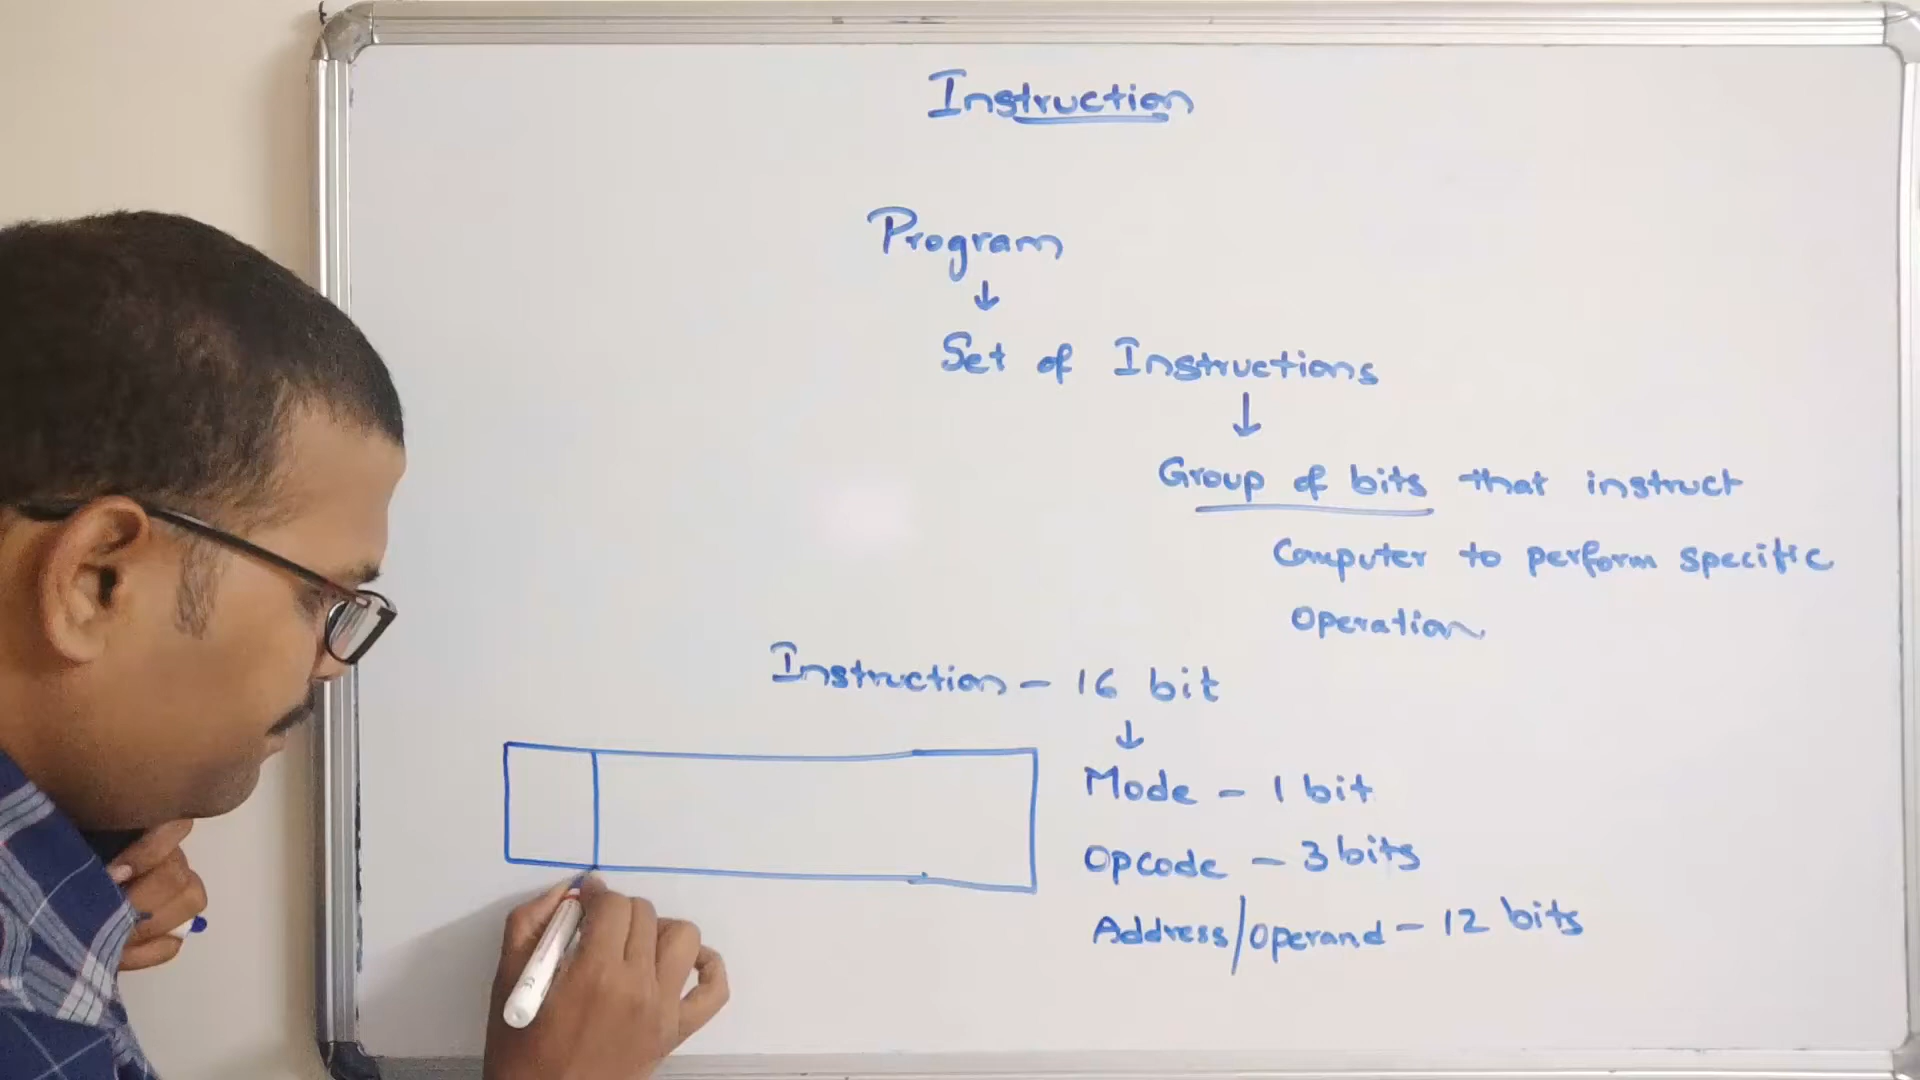 Instruction
Program
↓
Set of Instructions
↓
Group of bits that instruct
Computer to perform specific
Operation
Instruction - 16 bit
↓
Mode - 1 bit
Opcode - 3 bits
Address/Operand - 12 bits